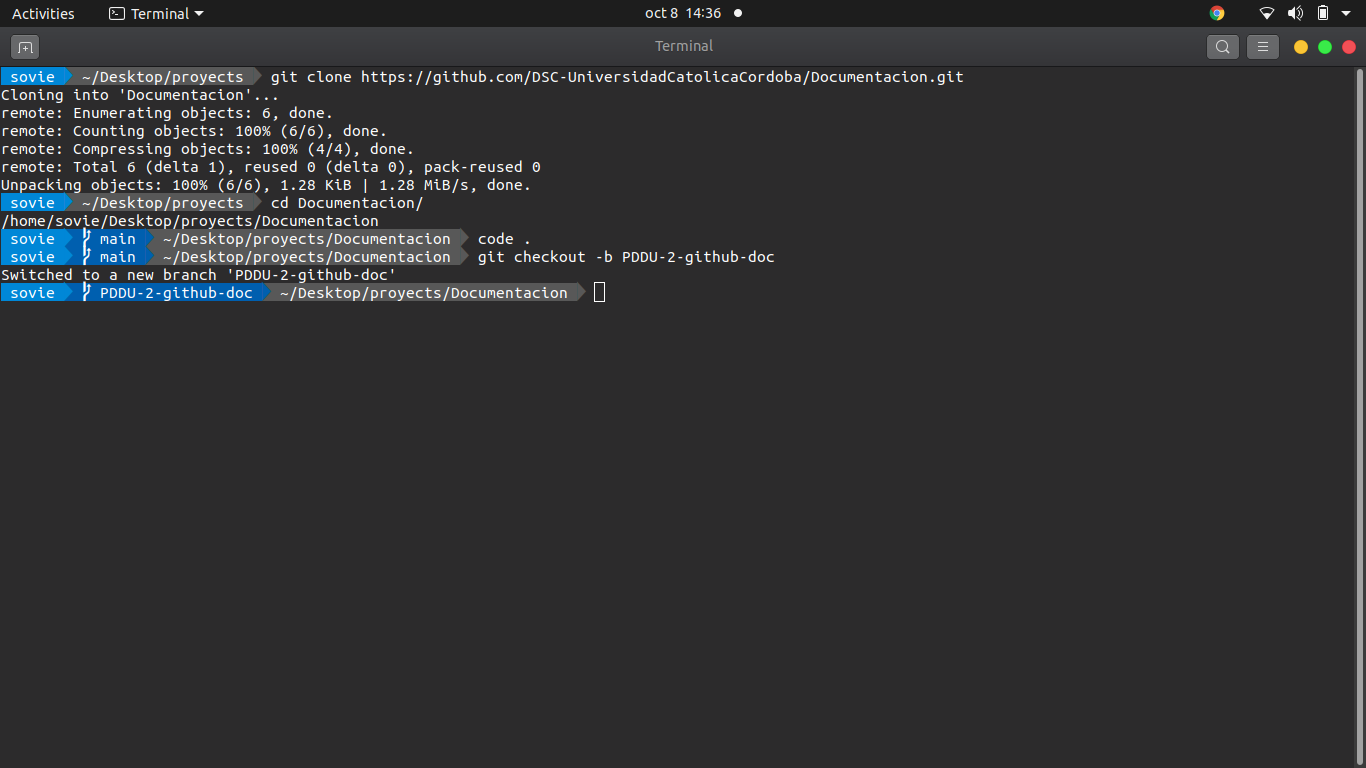 Activities Terminal oct 8 14:36
Terminal
sovie ~/Desktop/proyects git clone https://github.com/DSC-UniversidadCatolicaCordoba/Documentacion.git
Cloning into 'Documentacion'...
remote: Enumerating objects: 6, done.
remote: Counting objects: 100% (6/6), done.
remote: Compressing objects: 100% (4/4), done.
remote: Total 6 (delta 1), reused 0 (delta 0), pack-reused 0
Unpacking objects: 100% (6/6), 1.28 KiB | 1.28 MiB/s, done.
sovie ~/Desktop/proyects cd Documentacion/
/home/sovie/Desktop/proyects/Documentacion
sovie main ~/Desktop/proyects/Documentacion code .
sovie main ~/Desktop/proyects/Documentacion git checkout -b PDDU-2-github-doc
Switched to a new branch 'PDDU-2-github-doc'
sovie PDDU-2-github-doc ~/Desktop/proyects/Documentacion